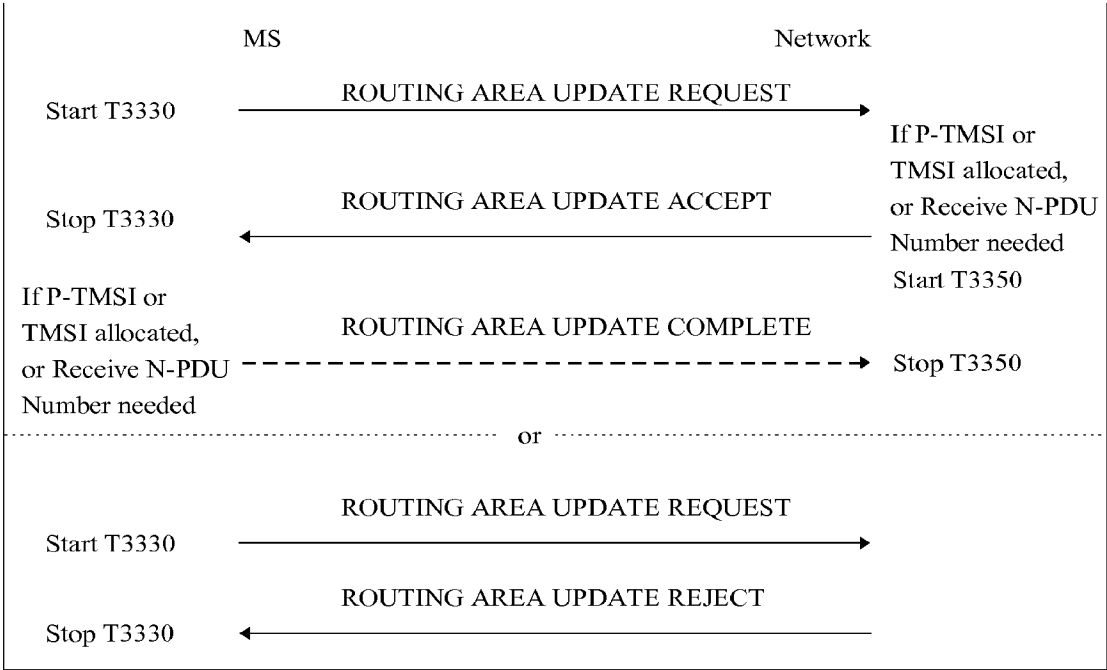 MS
Network
ROUTING AREA UPDATE REQUEST
Start T3330
If P-TMSI or
TMSI allocated,
or Receive N-PDU
Number needed
Start T3350
ROUTING AREA UPDATE ACCEPT
Stop T3330
If P-TMSI or
TMSI allocated,
or Receive N-PDU
Number needed
ROUTING AREA UPDATE COMPLETE
Stop T3350
or
ROUTING AREA UPDATE REQUEST
Start T3330
ROUTING AREA UPDATE REJECT
Stop T3330